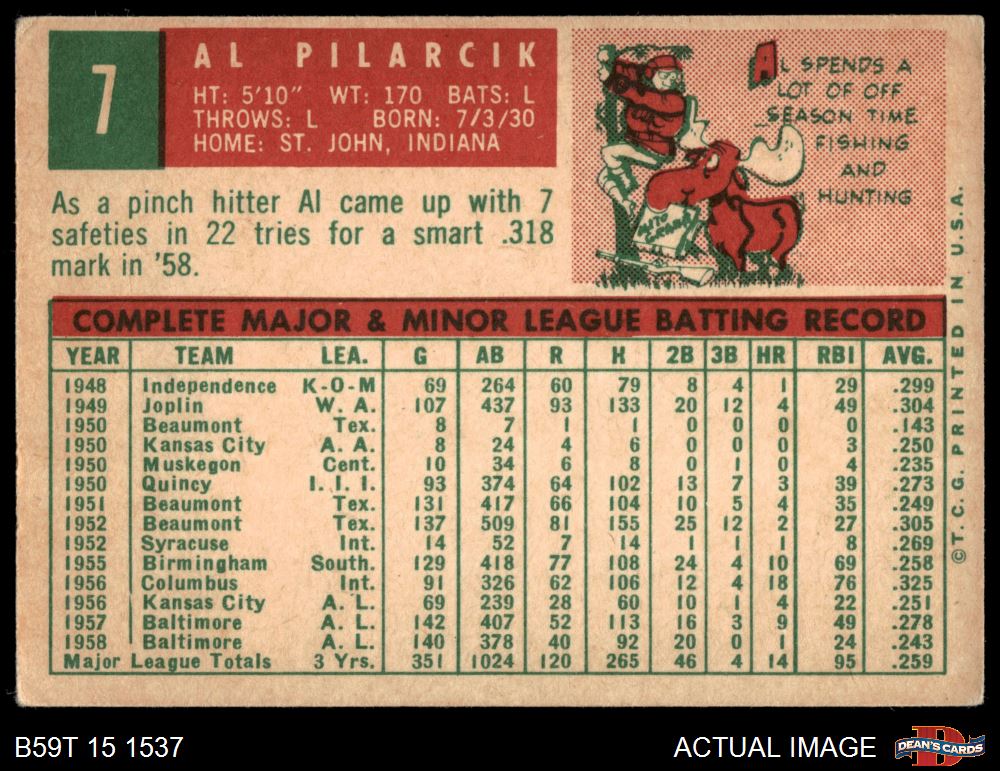 7
AL PILARCIK
HT: 5'10" WT: 170 BATS: L
THROWS: L BORN: 7/3/30
HOME: ST. JOHN, INDIANA
AL SPENDS A
LOT OF OFF
SEASON TIME
FISHING
AND
HUNTING
As a pinch hitter Al came up with 7
safeties in 22 tries for a smart .318
mark in '58.
COMPLETE MAJOR & MINOR LEAGUE BATTING RECORD
YEAR TEAM LEA. G AB R H 2B 3B HR RBI AVG.
1948 Independence K-O-M 69 264 60 79 8 4 1 29 .299
1949 Joplin W. A. 107 437 93 133 20 12 4 49 .304
1950 Beaumont Tex. 8 7 1 1 0 0 0 0 .143
1950 Kansas City A. A. 8 24 4 6 0 0 0 3 .250
1950 Muskegon Cent. 10 34 6 8 0 1 0 4 .235
1950 Quincy I. I. I. 93 374 64 102 13 7 3 39 .273
1951 Beaumont Tex. 131 417 66 104 10 5 4 35 .249
1952 Beaumont Tex. 137 509 81 155 25 12 2 27 .305
1952 Syracuse Int. 14 52 7 14 1 1 1 8 .269
1955 Birmingham South. 129 418 77 108 24 4 10 69 .258
1956 Columbus Int. 91 326 62 106 12 4 18 76 .325
1956 Kansas City A. L. 69 239 28 60 10 1 4 22 .251
1957 Baltimore A. L. 142 407 52 113 16 3 9 49 .278
1958 Baltimore A. L. 140 378 40 92 20 0 1 24 .243
Major League Totals 3 Yrs. 351 1024 120 265 46 4 14 95 .259
©T. C. G. PRINTED IN U.S.A.
B59T 15 1537
ACTUAL IMAGE
DEAN'S CARDS